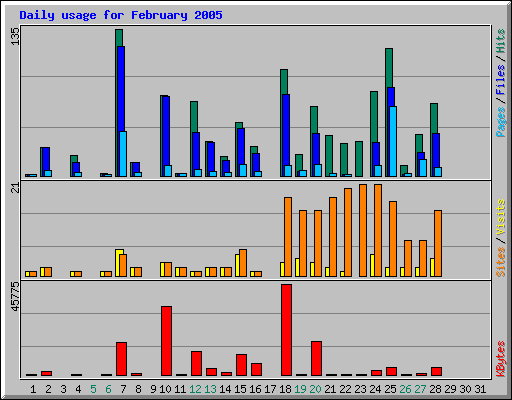 Daily usage for February 2005
135
Pages / Files / Hits
21
Sites / Visits
45775
KBytes
1 2 3 4 5 6 7 8 9 10 11 12 13 14 15 16 17 18 19 20 21 22 23 24 25 26 27 28 29 30 31